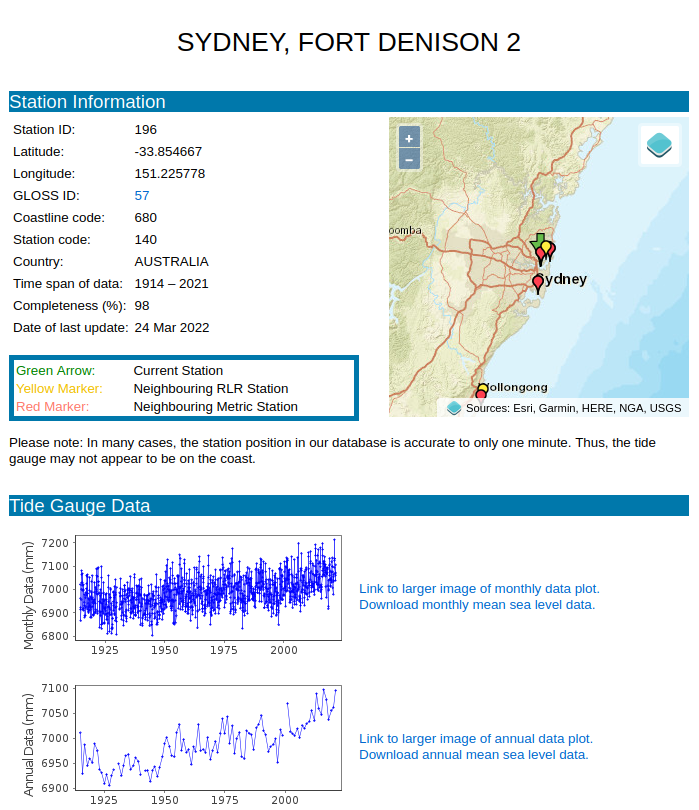 SYDNEY, FORT DENISON 2
Station Information
Station ID: 196
Latitude: -33.854667
Longitude: 151.225778
GLOSS ID: 57
Coastline code: 680
Station code: 140
Country: AUSTRALIA
Time span of data: 1914 – 2021
Completeness (%): 98
Date of last update: 24 Mar 2022
+
−
oomba
ydney
ollongong
Sources: Esri, Garmin, HERE, NGA, USGS
Green Arrow: Current Station
Yellow Marker: Neighbouring RLR Station
Red Marker: Neighbouring Metric Station
Please note: In many cases, the station position in our database is accurate to only one minute. Thus, the tide
gauge may not appear to be on the coast.
Tide Gauge Data
Monthly Data (mm)
7200
7100
7000
6900
6800
1925 1950 1975 2000
Link to larger image of monthly data plot.
Download monthly mean sea level data.
Annual Data (mm)
7100
7050
7000
6950
6900
1925 1950 1975 2000
Link to larger image of annual data plot.
Download annual mean sea level data.